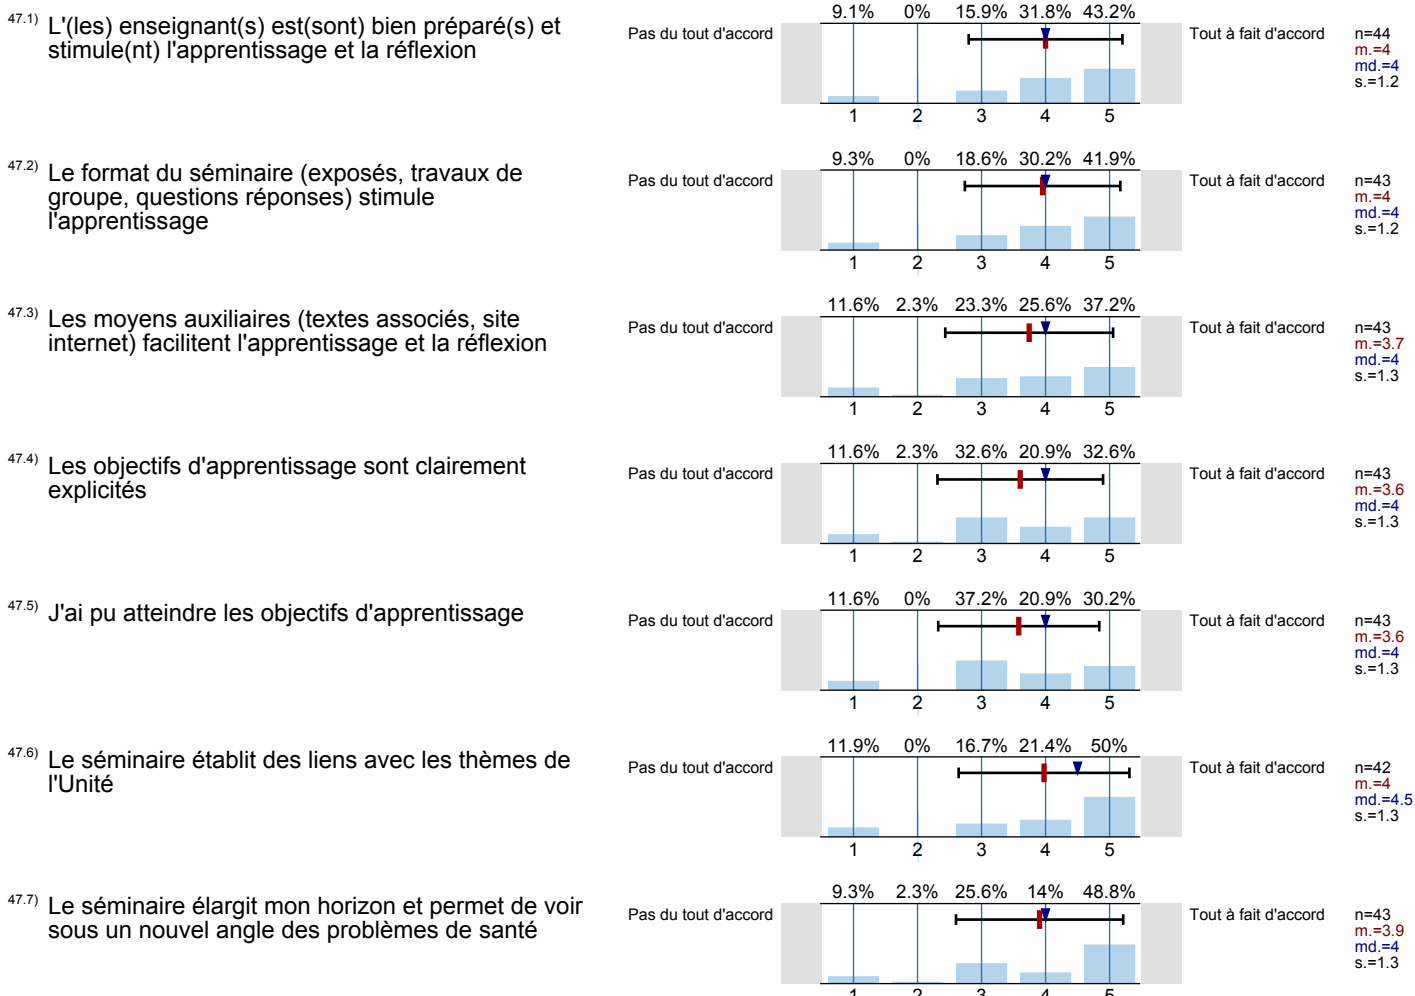 47.1) L'(les) enseignant(s) est(sont) bien préparé(s) et
stimule(nt) l'apprentissage et la réflexion
9.1% 0% 15.9% 31.8% 43.2%
Pas du tout d'accord
Tout à fait d'accord
n=44
m.=4
md.=4
s.=1.2
1 2 3 4 5
47.2) Le format du séminaire (exposés, travaux de
groupe, questions réponses) stimule
l'apprentissage
9.3% 0% 18.6% 30.2% 41.9%
Pas du tout d'accord
Tout à fait d'accord
n=43
m.=4
md.=4
s.=1.2
1 2 3 4 5
47.3) Les moyens auxiliaires (textes associés, site
internet) facilitent l'apprentissage et la réflexion
11.6% 2.3% 23.3% 25.6% 37.2%
Pas du tout d'accord
Tout à fait d'accord
n=43
m.=3.7
md.=4
s.=1.3
1 2 3 4 5
47.4) Les objectifs d'apprentissage sont clairement
explicités
11.6% 2.3% 32.6% 20.9% 32.6%
Pas du tout d'accord
Tout à fait d'accord
n=43
m.=3.6
md.=4
s.=1.3
1 2 3 4 5
47.5) J'ai pu atteindre les objectifs d'apprentissage
11.6% 0% 37.2% 20.9% 30.2%
Pas du tout d'accord
Tout à fait d'accord
n=43
m.=3.6
md.=4
s.=1.3
1 2 3 4 5
47.6) Le séminaire établit des liens avec les thèmes de
l'Unité
11.9% 0% 16.7% 21.4% 50%
Pas du tout d'accord
Tout à fait d'accord
n=42
m.=4
md.=4.5
s.=1.3
1 2 3 4 5
47.7) Le séminaire élargit mon horizon et permet de voir
sous un nouvel angle des problèmes de santé
9.3% 2.3% 25.6% 14% 48.8%
Pas du tout d'accord
Tout à fait d'accord
n=43
m.=3.9
md.=4
s.=1.3
1 2 3 4 5